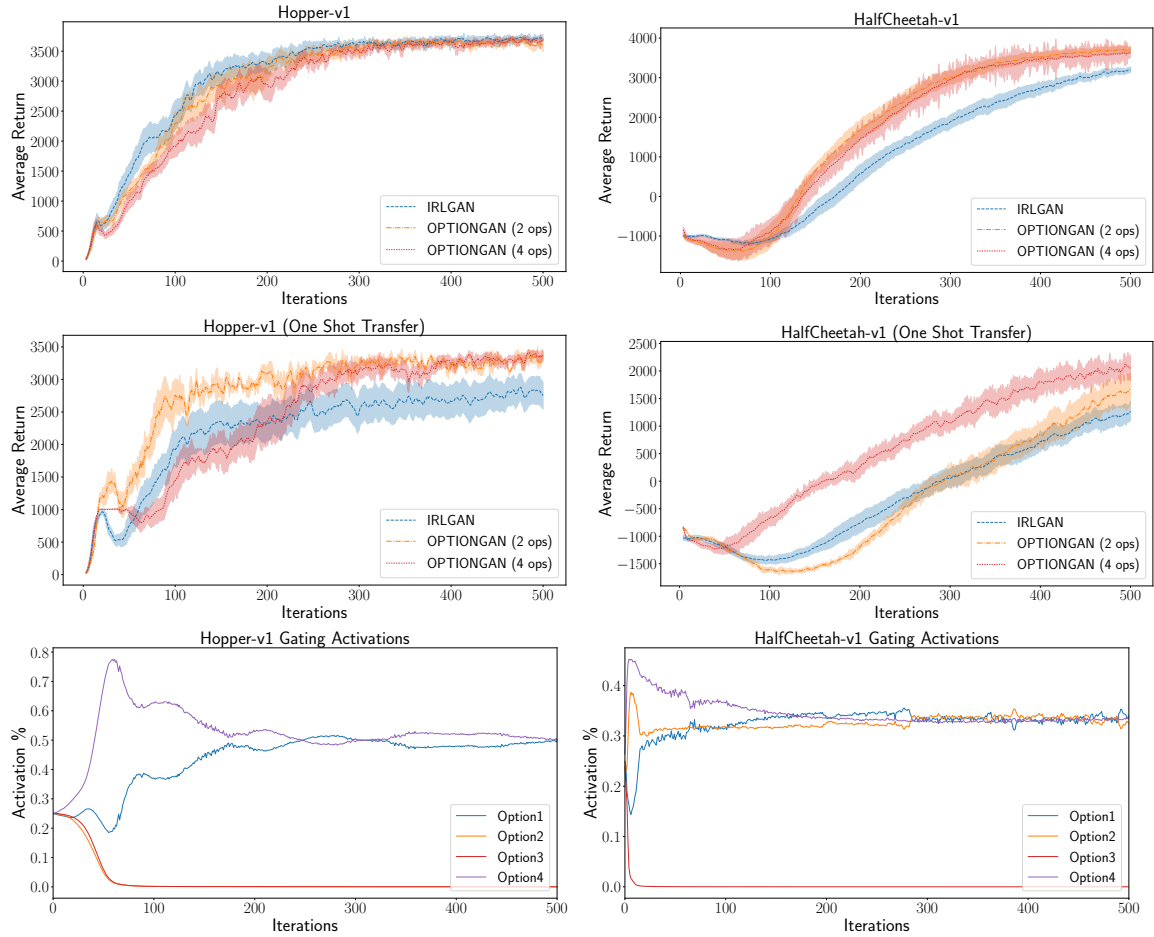 Hopper-v1
Average Return
3500
3000
2500
2000
1500
1000
500
0
IRLGAN
OPTIONGAN (2 ops)
OPTIONGAN (4 ops)
0 100 200 300 400 500
Iterations
HalfCheetah-v1
Average Return
4000
3000
2000
1000
0
−1000
IRLGAN
OPTIONGAN (2 ops)
OPTIONGAN (4 ops)
0 100 200 300 400 500
Iterations
Hopper-v1 (One Shot Transfer)
Average Return
3500
3000
2500
2000
1500
1000
500
0
IRLGAN
OPTIONGAN (2 ops)
OPTIONGAN (4 ops)
0 100 200 300 400 500
Iterations
HalfCheetah-v1 (One Shot Transfer)
Average Return
2500
2000
1500
1000
500
0
−500
−1000
−1500
IRLGAN
OPTIONGAN (2 ops)
OPTIONGAN (4 ops)
0 100 200 300 400 500
Iterations
Hopper-v1 Gating Activations
Activation %
0.8
0.7
0.6
0.5
0.4
0.3
0.2
0.1
0.0
Option1
Option2
Option3
Option4
0 100 200 300 400 500
Iterations
HalfCheetah-v1 Gating Activations
Activation %
0.4
0.3
0.2
0.1
0.0
Option1
Option2
Option3
Option4
0 100 200 300 400 500
Iterations